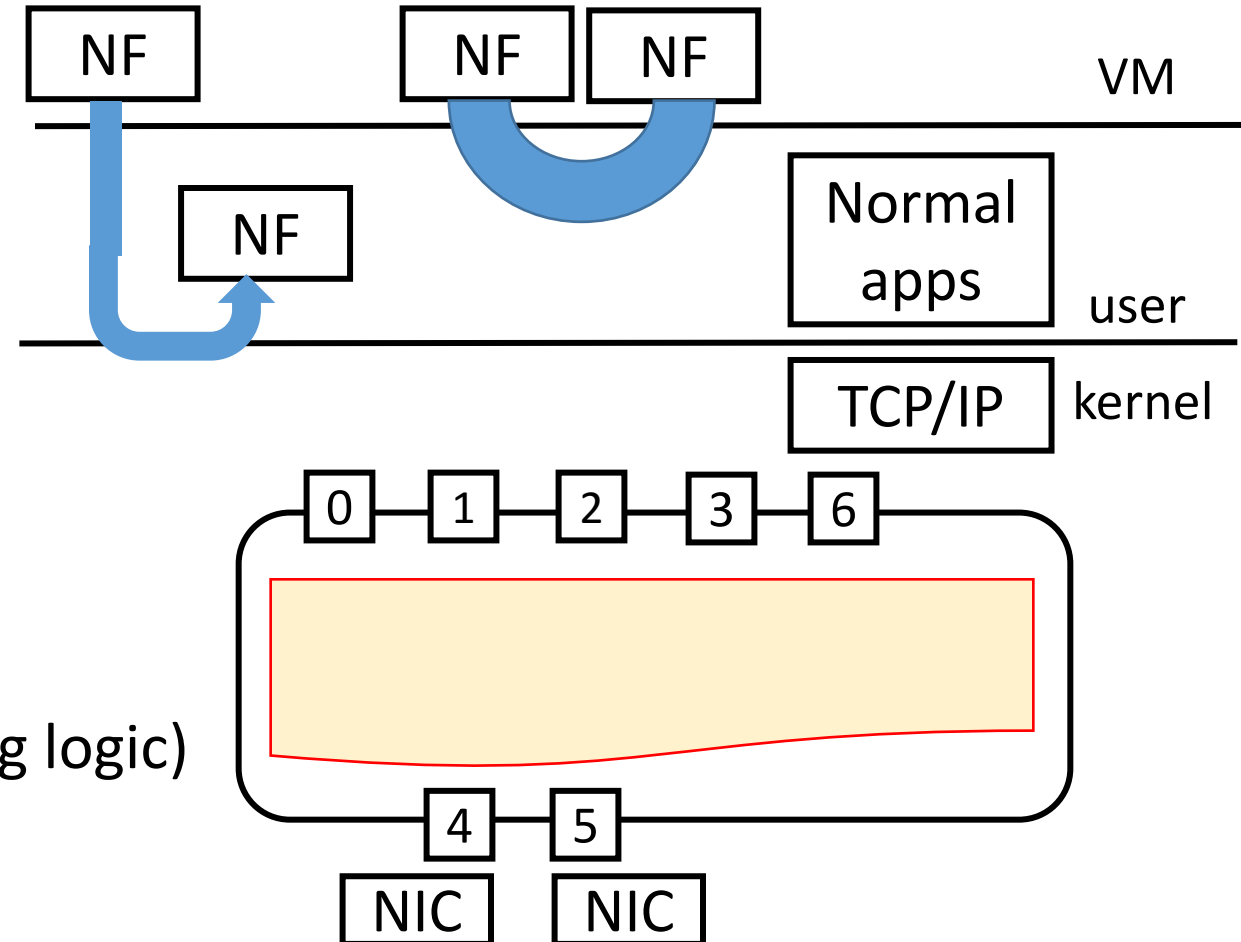 NF
NF
NF
VM
NF
Normal
apps
user
TCP/IP
kernel
0
1
2
3
6
g logic)
4
5
NIC
NIC